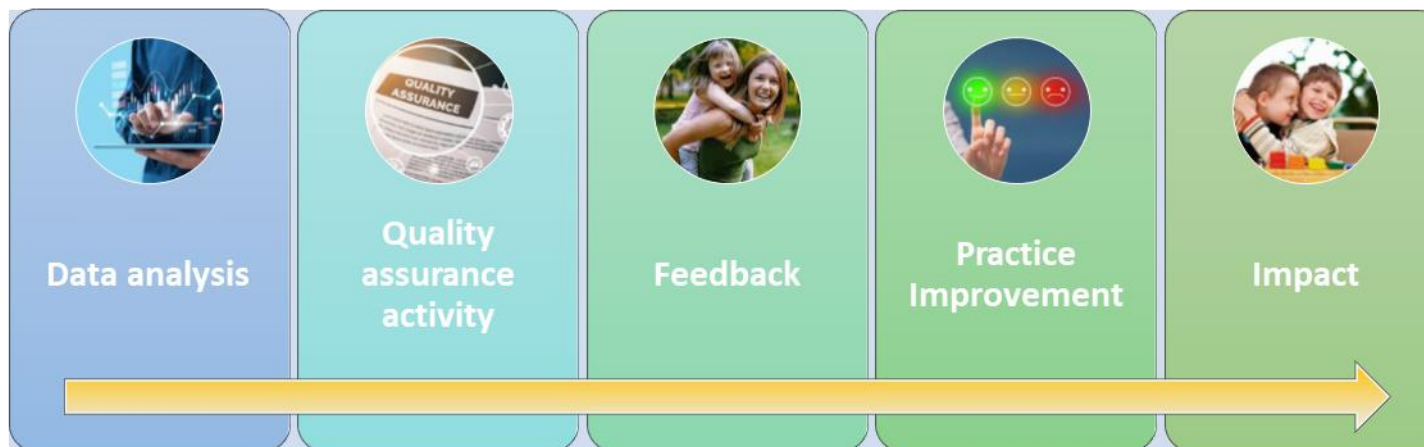 Data analysis
QUALITY
ASSURANCE
Quality
assurance
activity
Feedback
Practice
Improvement
Impact